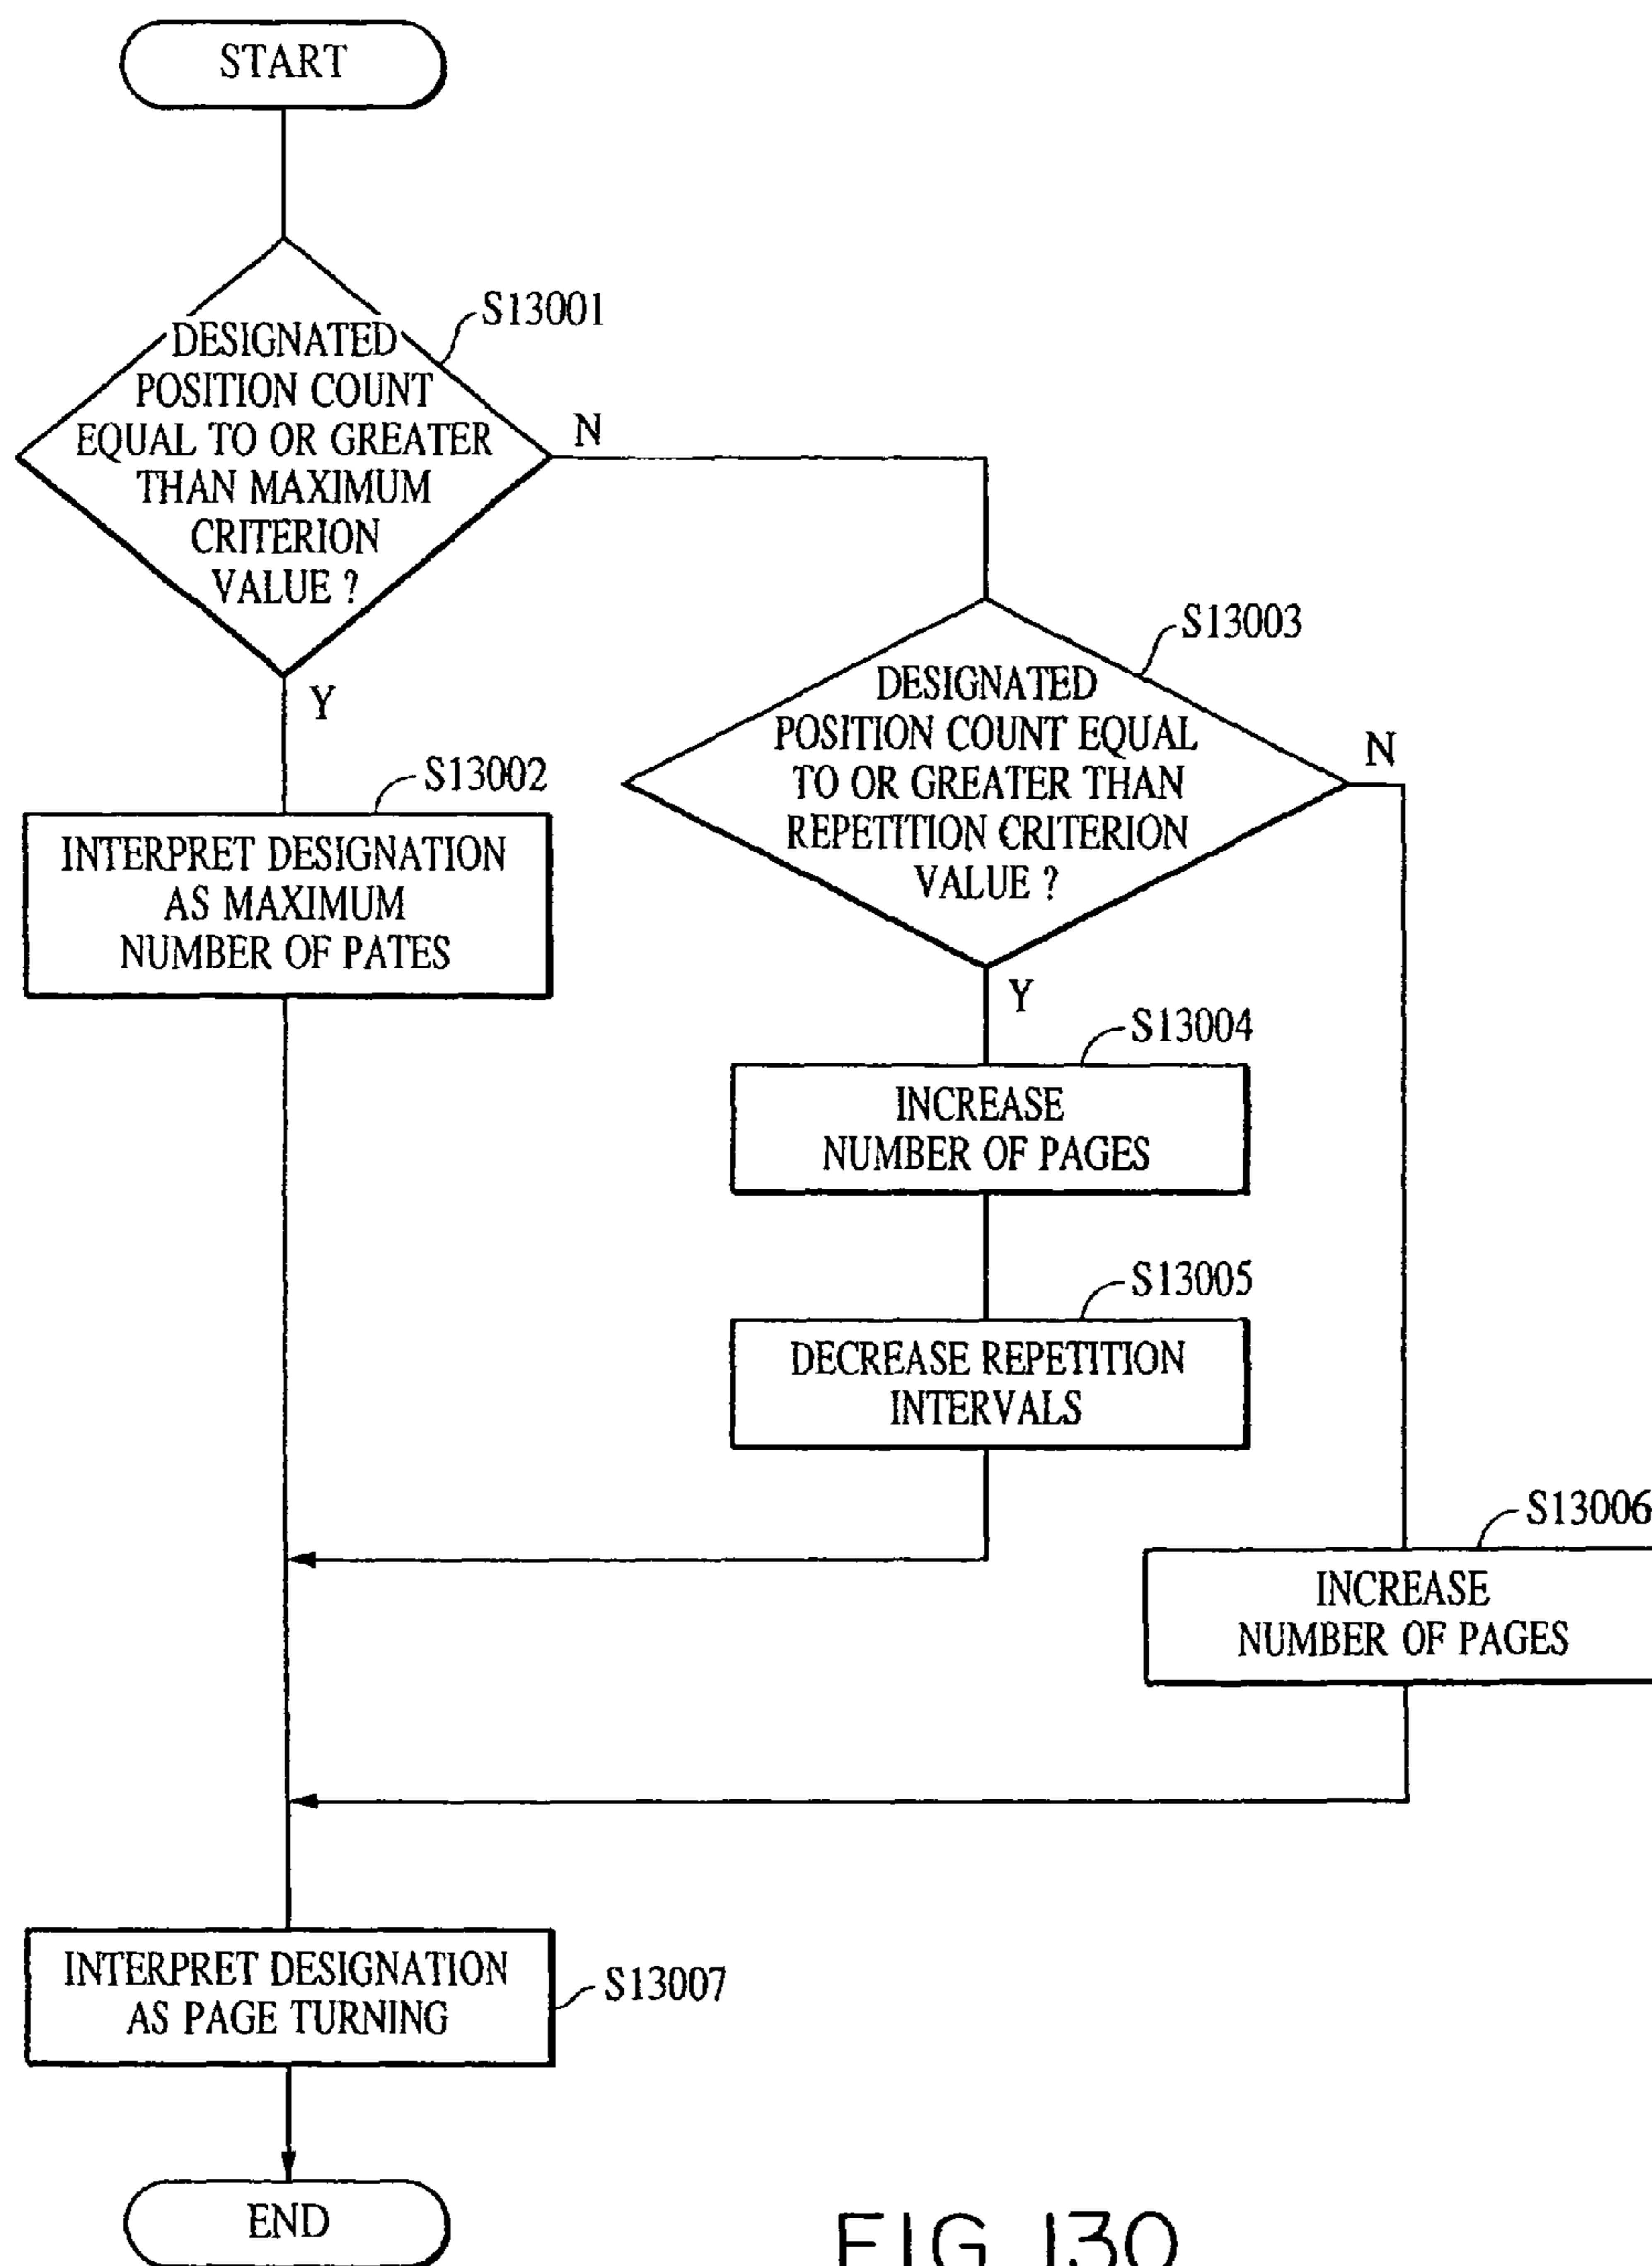 START
S13001
DESIGNATED
POSITION COUNT
EQUAL TO OR GREATER
THAN MAXIMUM
CRITERION
VALUE ?
N
Y
S13002
INTERPRET DESIGNATION
AS MAXIMUM
NUMBER OF PATES
S13003
DESIGNATED
POSITION COUNT EQUAL
TO OR GREATER THAN
REPETITION CRITERION
VALUE ?
N
Y
S13004
INCREASE
NUMBER OF PAGES
S13005
DECREASE REPETITION
INTERVALS
S13006
INCREASE
NUMBER OF PAGES
INTERPRET DESIGNATION
AS PAGE TURNING
S13007
END
FIG. 130